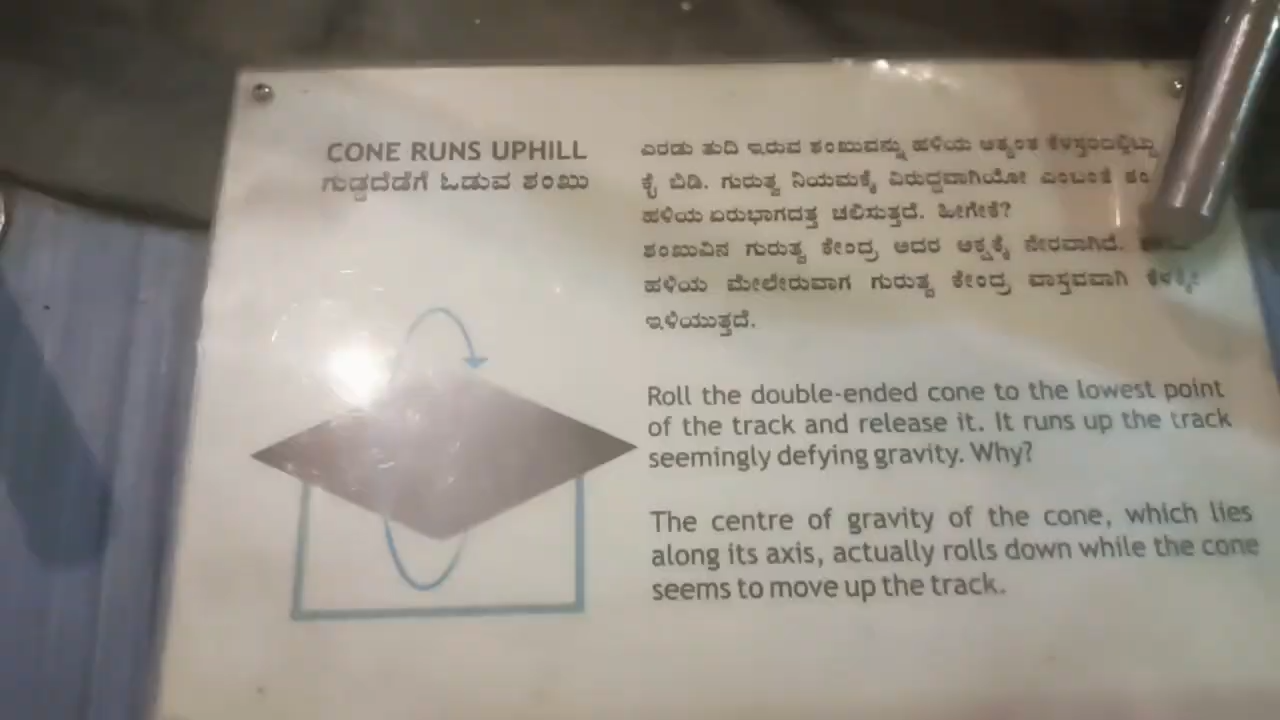 CONE RUNS UPHILL
ಗುಡ್ಡದೆಡೆಗೆ ಓಡುವ ಶಂಖು
ಎರಡು ತುದಿ ಇರುವ ಶಂಖುವನ್ನು ಹಳಿಯ ಅತ್ಯಂತ
ಕೈ ಬಿಡಿ. ಗುರುತ್ವ ನಿಯಮಕ್ಕೆ ವಿರುದ್ಧವಾಗಿಯೋ ಎಂಬಂತೆ
ಹಳಿಯ ಏರುಭಾಗದತ್ತ ಚಲಿಸುತ್ತದೆ. ಹೀಗೇಕೆ?
ಶಂಖುವಿನ ಗುರುತ್ವ ಕೇಂದ್ರ ಅದರ ಅಕ್ಷಕ್ಕೆ ನೇರವಾಗಿದೆ.
ಹಳಿಯ ಮೇಲೇರುವಾಗ ಗುರುತ್ವ ಕೇಂದ್ರ ವಾಸ್ತವವಾಗಿ
ಇಳಿಯುತ್ತದೆ.
Roll the double-ended cone to the lowest point
of the track and release it. It runs up the track
seemingly defying gravity. Why?
The centre of gravity of the cone, which lies
along its axis, actually rolls down while the cone
seems to move up the track.